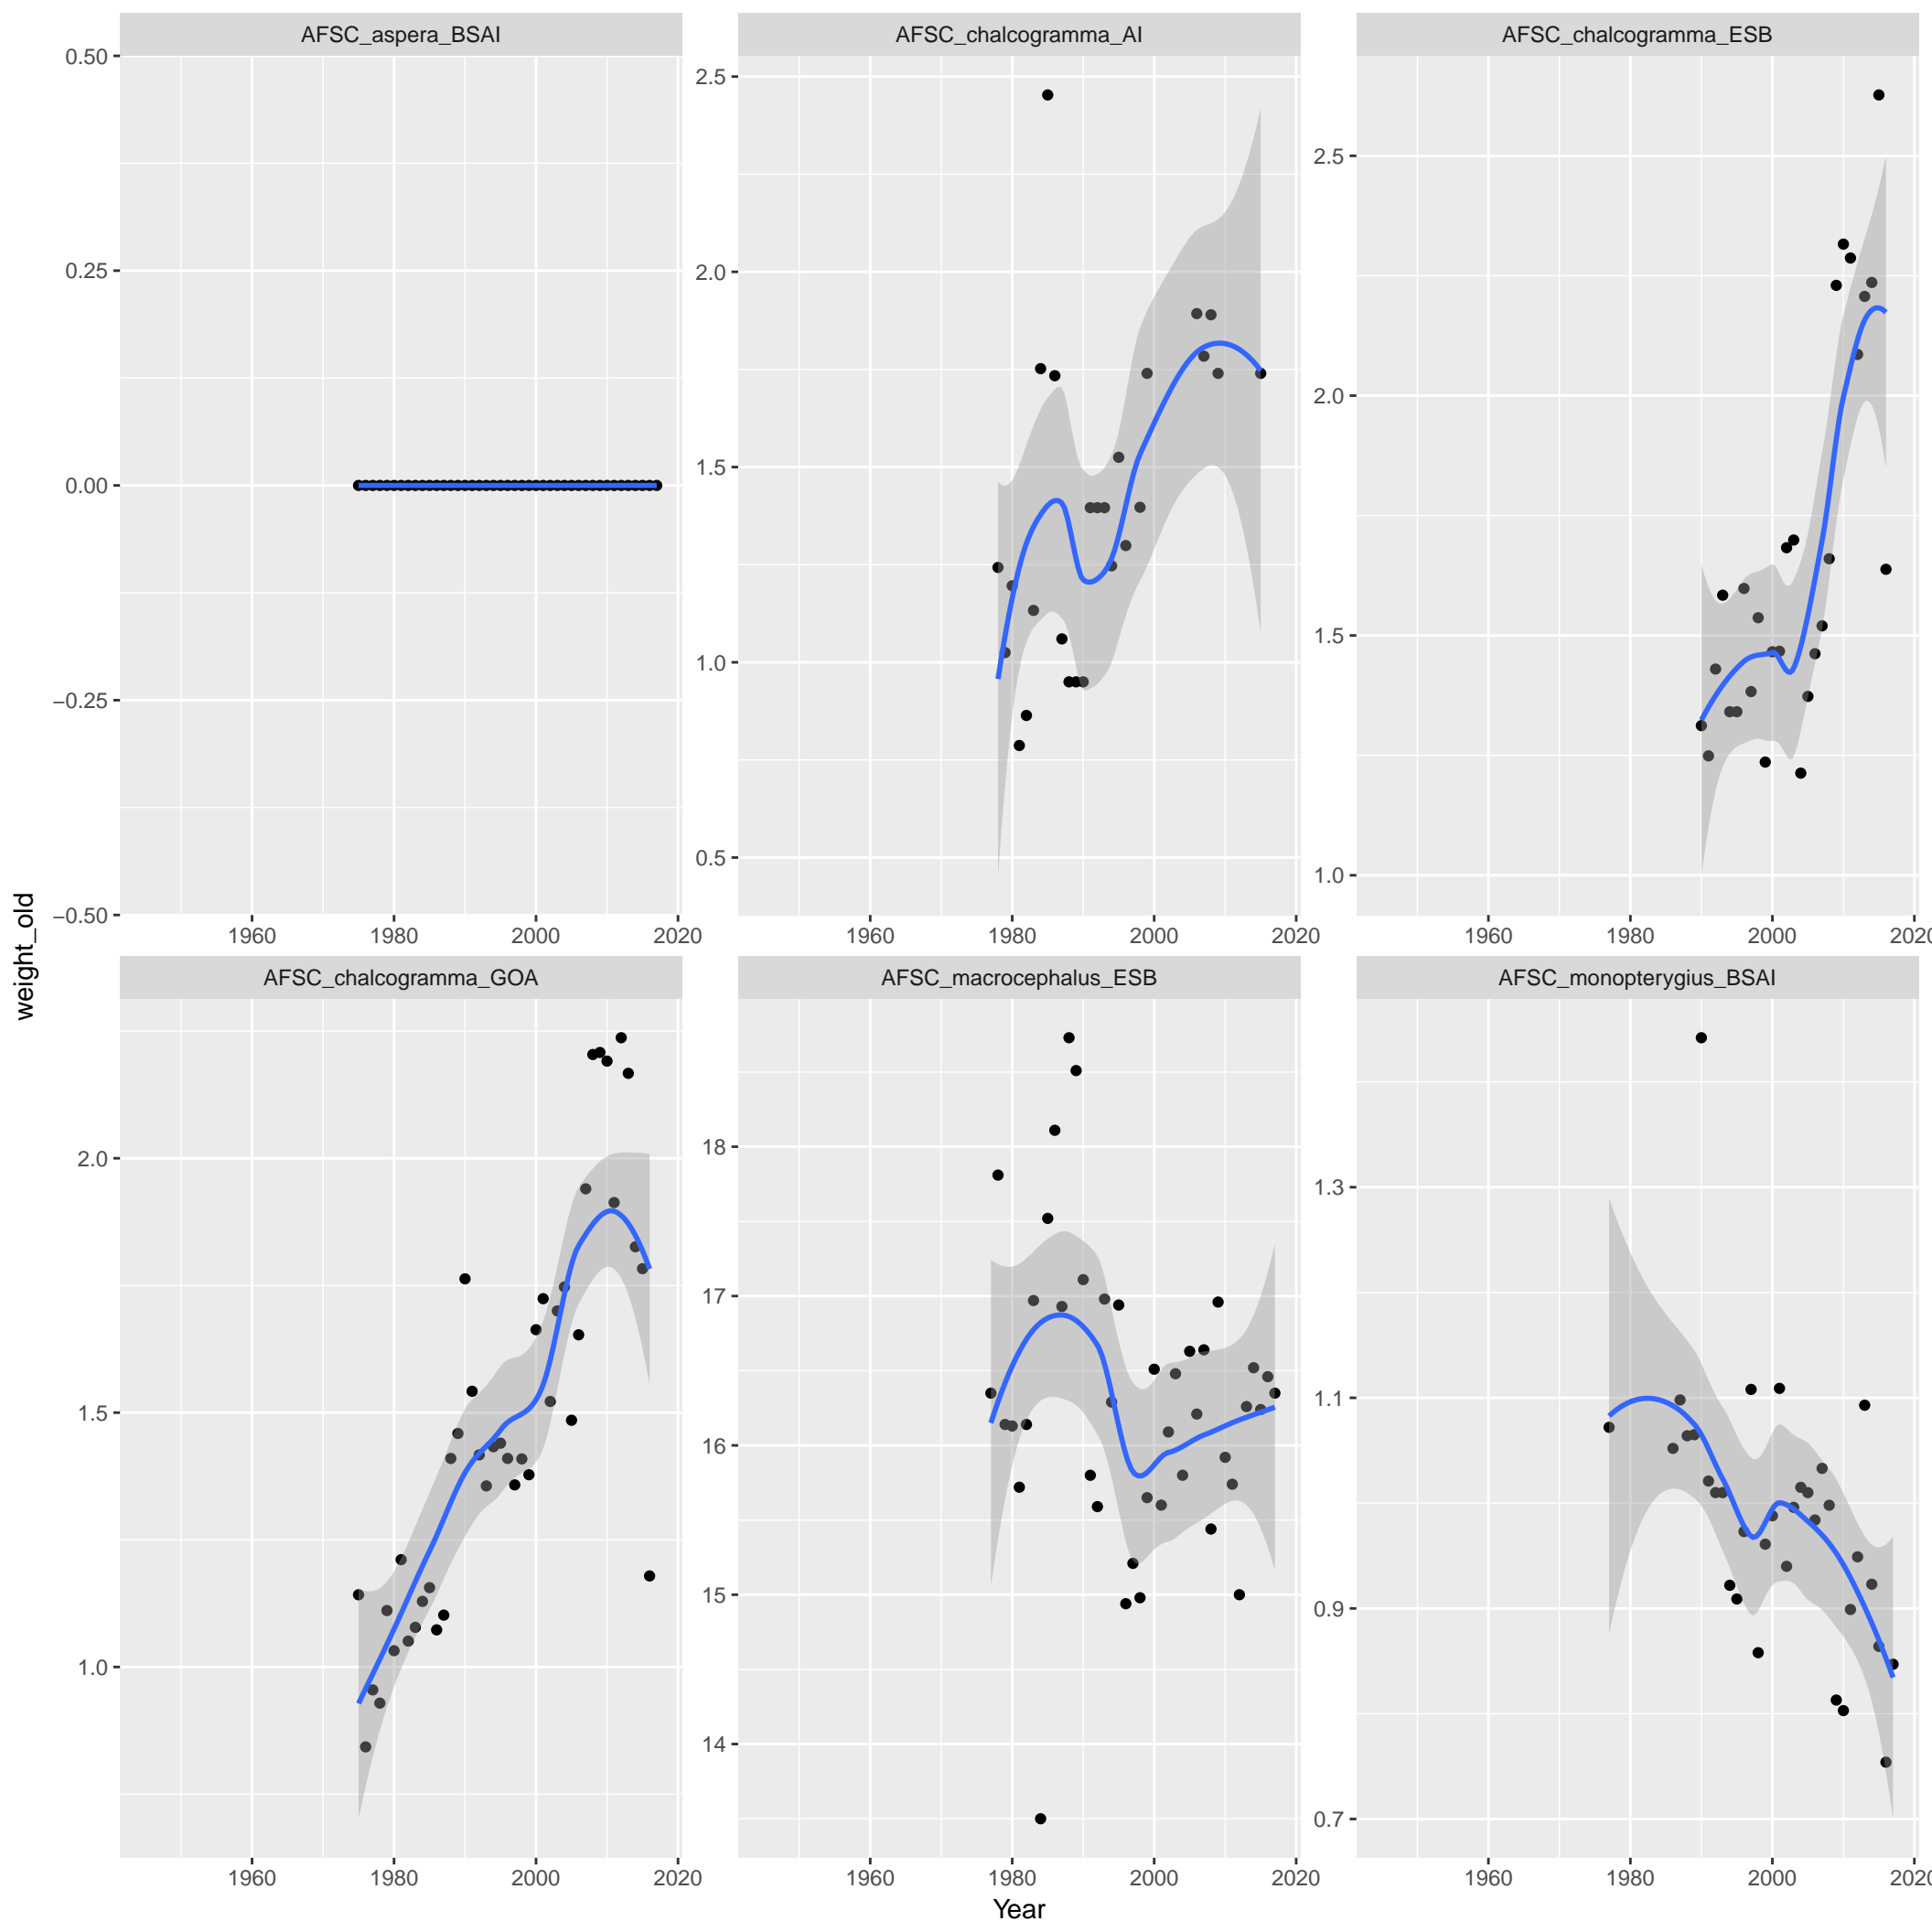 AFSC_aspera_BSAI
AFSC_chalcogramma_AI
AFSC_chalcogramma_ESB
0.50
0.25
0.00
−0.25
−0.50
2.5
2.0
1.5
1.0
0.5
2.5
2.0
1.5
1.0
1960 1980 2000 2020
1960 1980 2000 2020
1960 1980 2000 2020
weight_old
AFSC_chalcogramma_GOA
AFSC_macrocephalus_ESB
AFSC_monopterygius_BSAI
2.0
1.5
1.0
18
17
16
15
14
1.3
1.1
0.9
0.7
1960 1980 2000 2020
1960 1980 2000 2020
1960 1980 2000 2020
Year